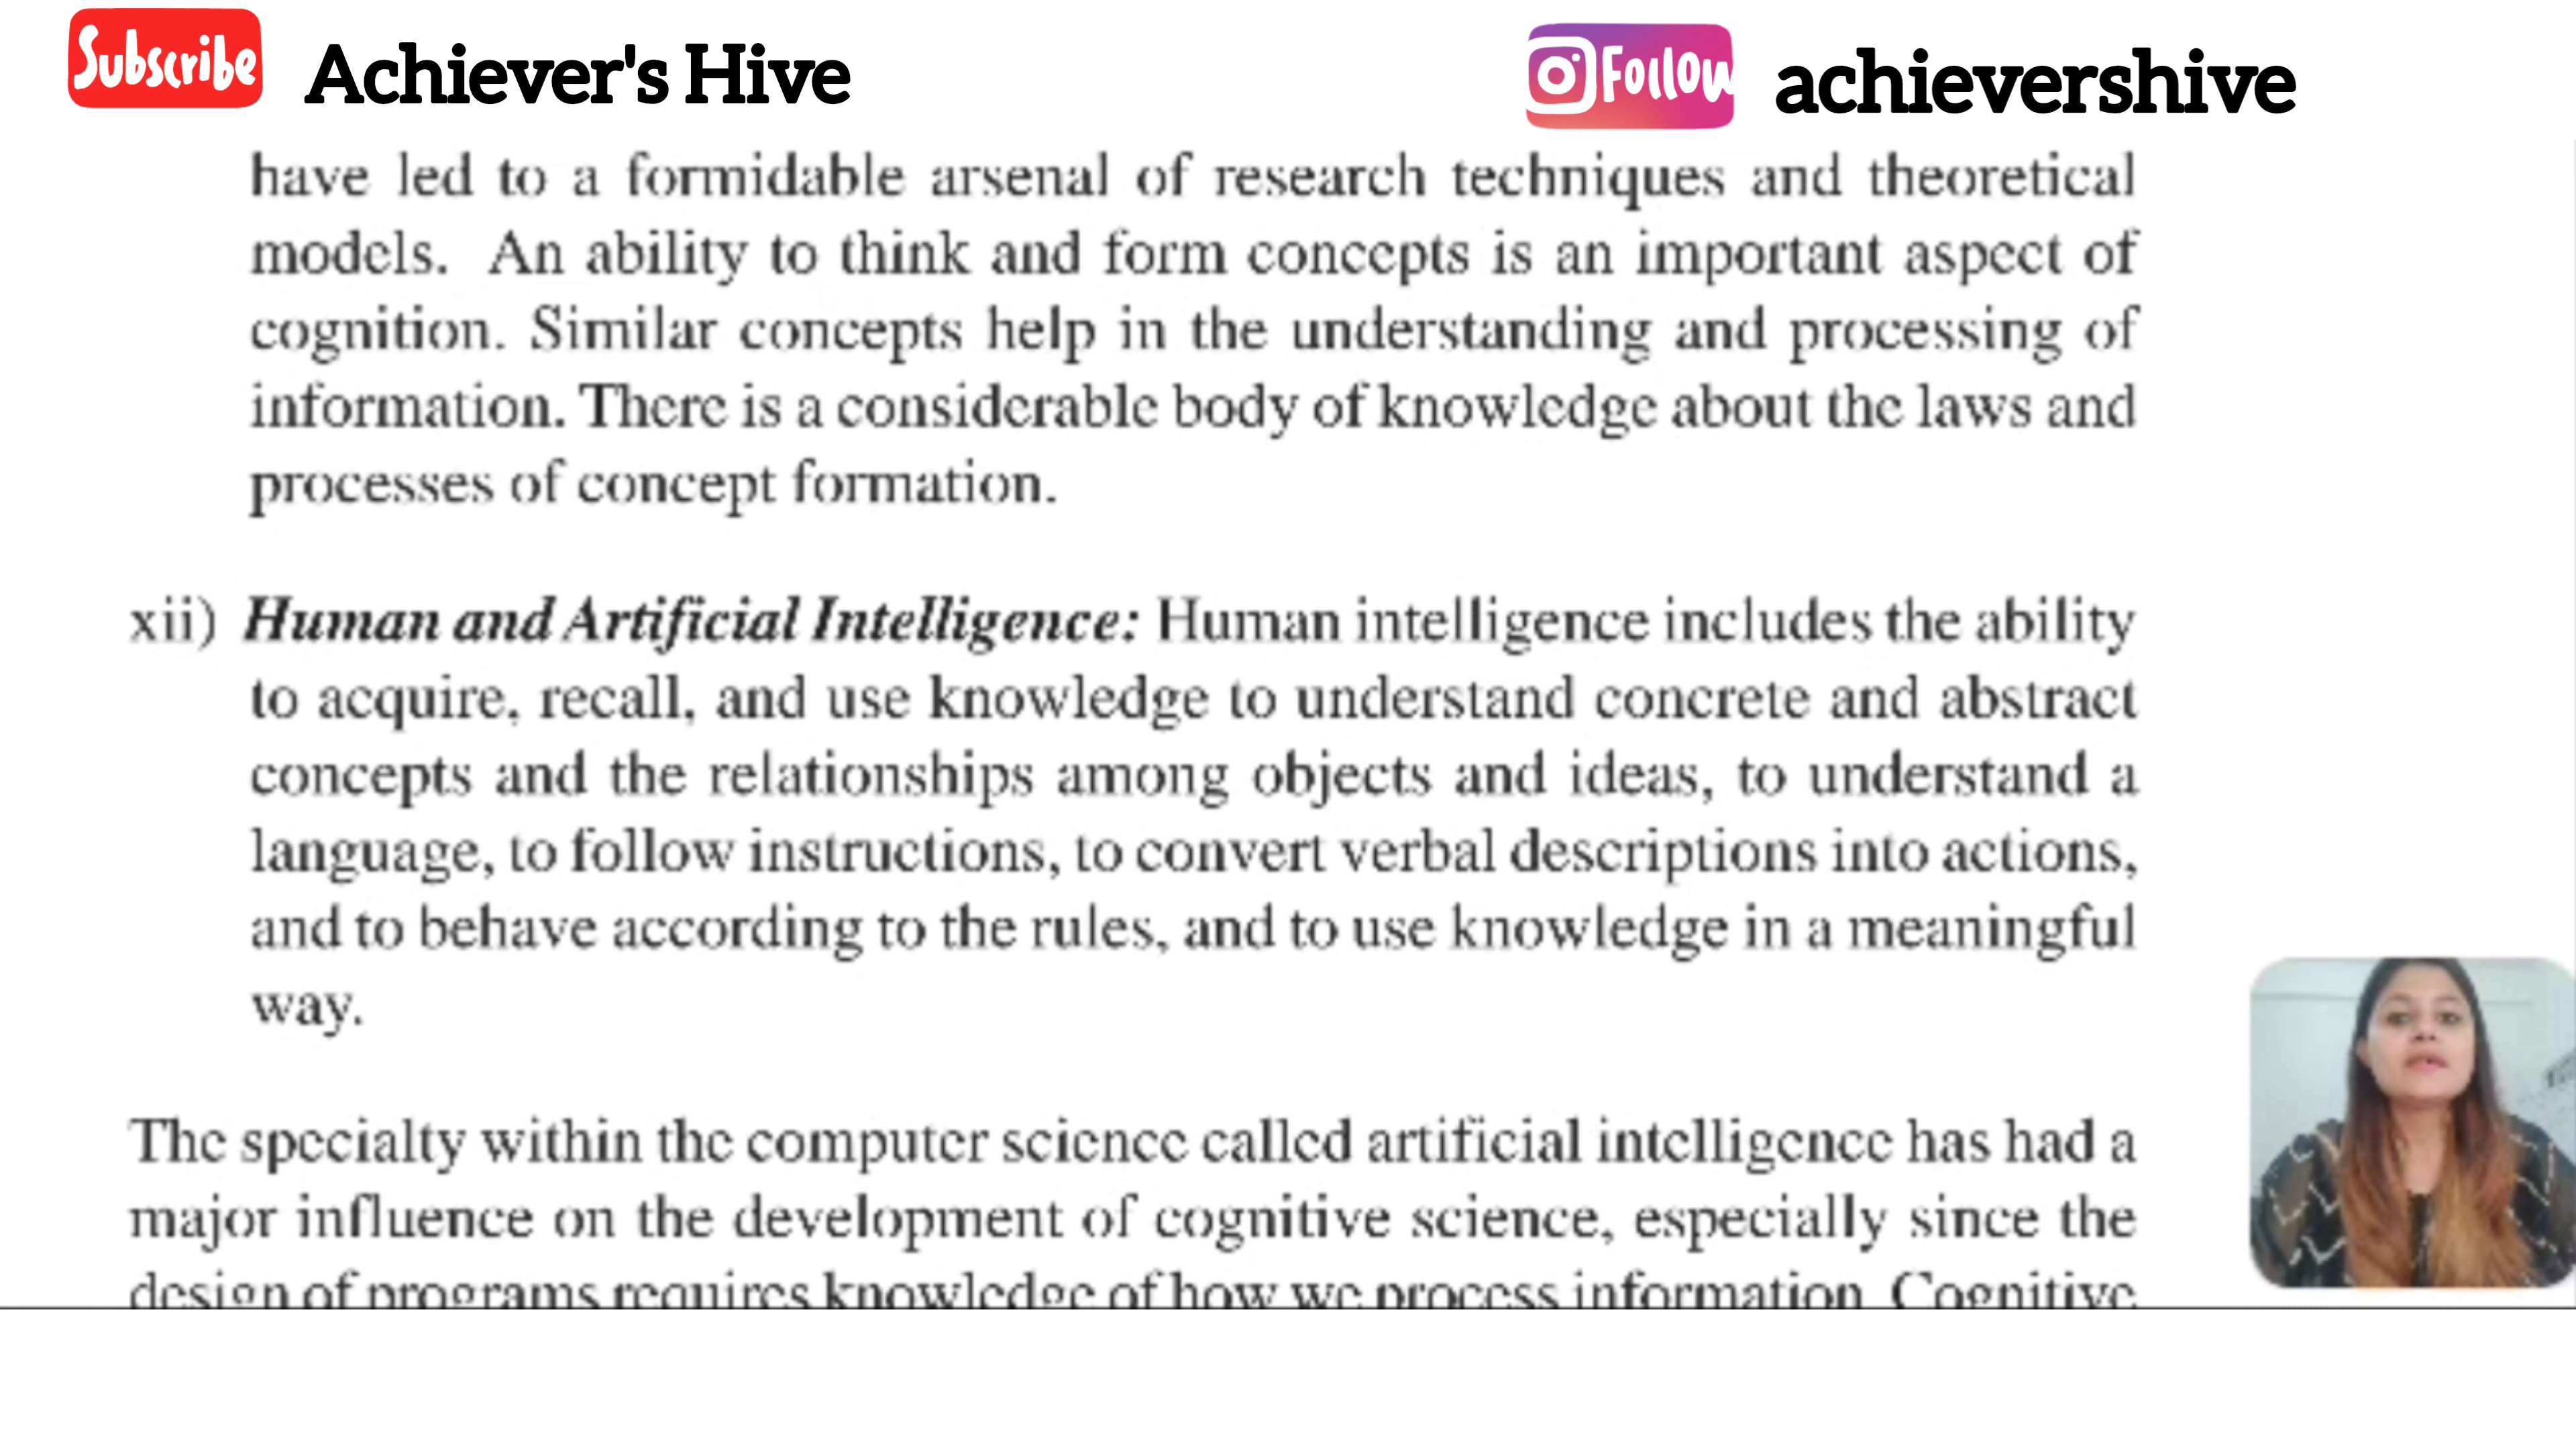 Subscribe Achiever's Hive Follow achievershive
have led to a formidable arsenal of research techniques and theoretical
models. An ability to think and form concepts is an important aspect of
cognition. Similar concepts help in the understanding and processing of
information. There is a considerable body of knowledge about the laws and
processes of concept formation.
xii) Human and Artificial Intelligence: Human intelligence includes the ability
to acquire, recall, and use knowledge to understand concrete and abstract
concepts and the relationships among objects and ideas, to understand a
language, to follow instructions, to convert verbal descriptions into actions,
and to behave according to the rules, and to use knowledge in a meaningful
way.
The specialty within the computer science called artificial intelligence has had a
major influence on the development of cognitive science, especially since the
design of programs requires knowledge of how we process information. Cognitive